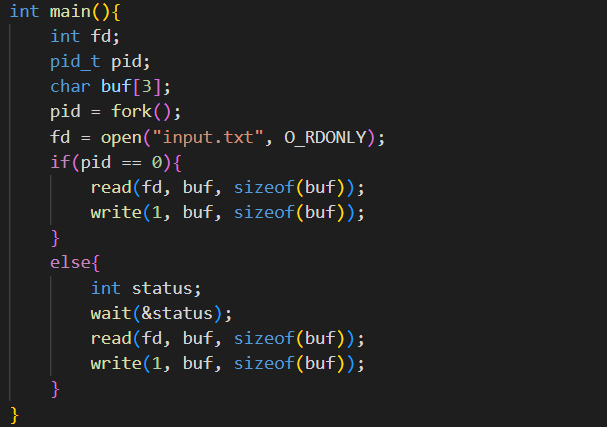 int main(){
    int fd;
    pid_t pid;
    char buf[3];
    pid = fork();
    fd = open("input.txt", O_RDONLY);
    if(pid == 0){
        read(fd, buf, sizeof(buf));
        write(1, buf, sizeof(buf));
    }
    else{
        int status;
        wait(&status);
        read(fd, buf, sizeof(buf));
        write(1, buf, sizeof(buf));
    }
}